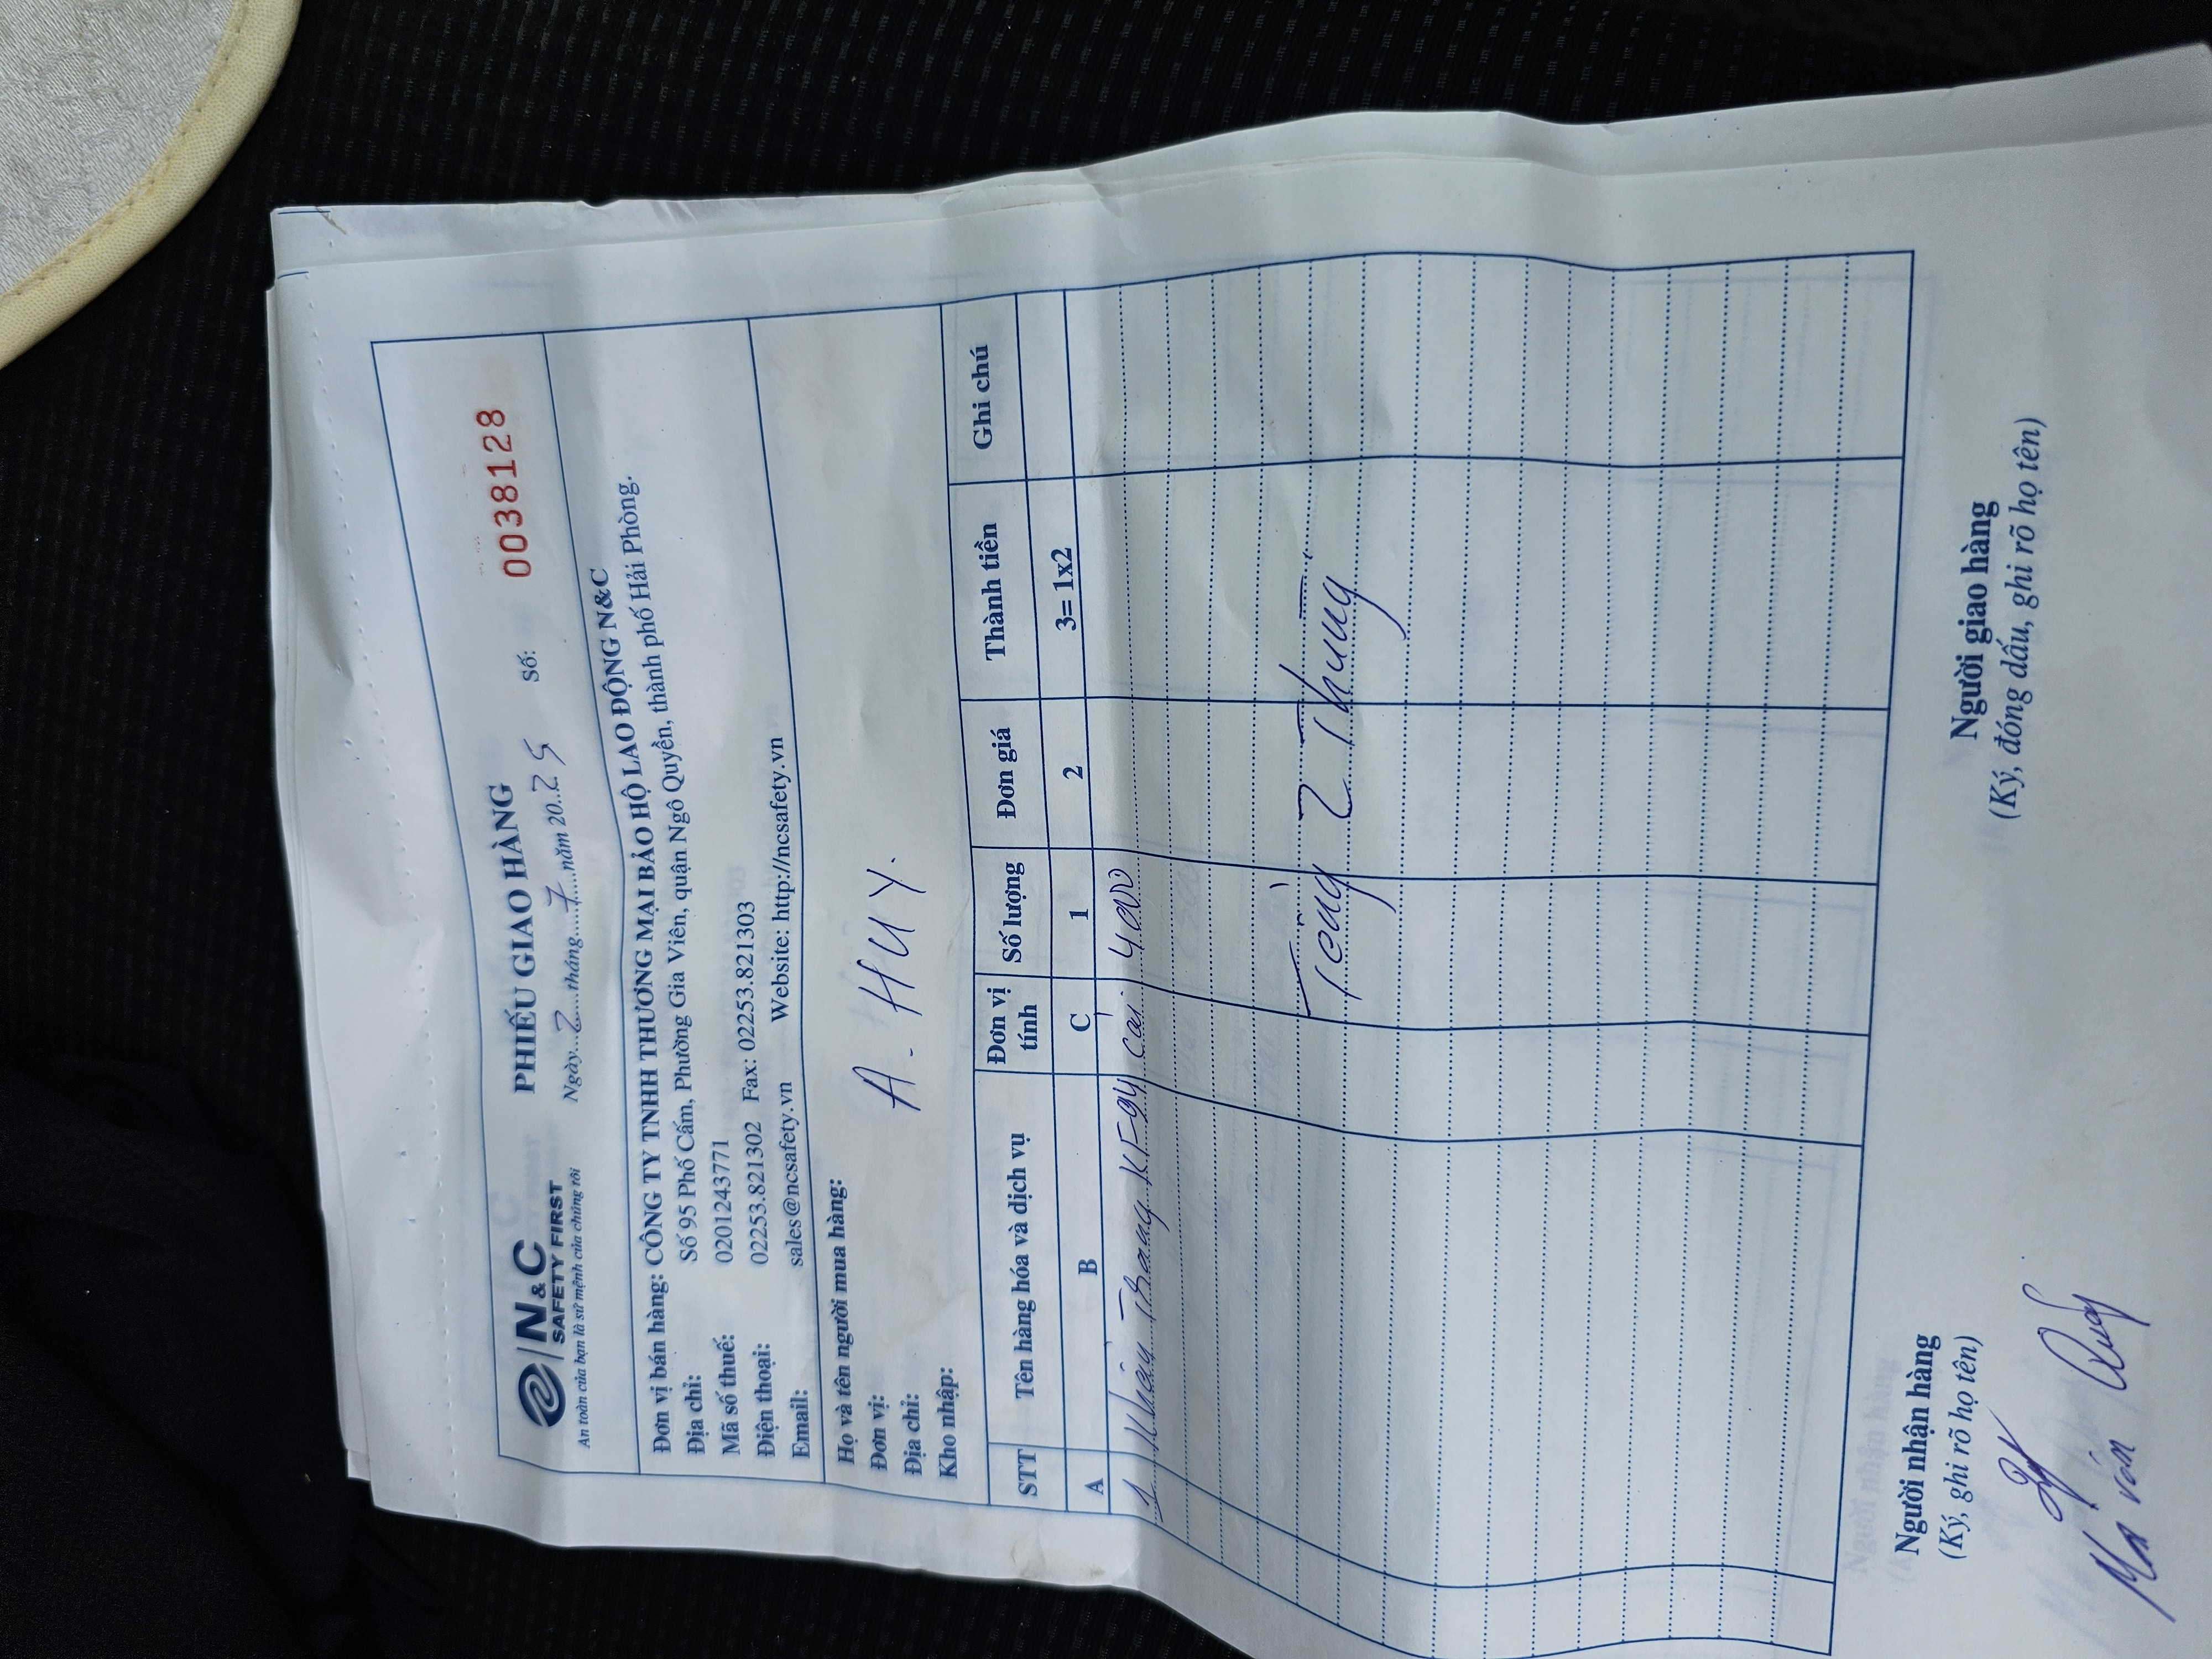 N&C
SAFETY FIRST
An toàn của bạn là sứ mệnh của chúng tôi
PHIẾU GIAO HÀNG
Ngày...2....tháng....7....năm 20..25
Số: 0038128
Đơn vị bán hàng: CÔNG TY TNHH THƯƠNG MẠI BẢO HỘ LAO ĐỘNG N&C
Địa chỉ: Số 95 Phố Cấm, Phường Gia Viên, quận Ngô Quyền, thành phố Hải Phòng.
Mã số thuế: 0201243771
Điện thoại: 02253.821302 Fax: 02253.821303
Email: sales@ncsafety.vn Website: http://ncsafety.vn
Họ và tên người mua hàng:
Đơn vị: A. HUY.
Địa chỉ:
Kho nhập:
STT Tên hàng hóa và dịch vụ Đơn vị tính Số lượng Đơn giá Thành tiền Ghi chú
A B C 1 2 3= 1x2
1 Khẩu Trang KF94 cái 4000
Tổng 2 Thùng
Người nhận hàng Người giao hàng
(Ký, ghi rõ họ tên) (Ký, đóng dấu, ghi rõ họ tên)
Ma văn